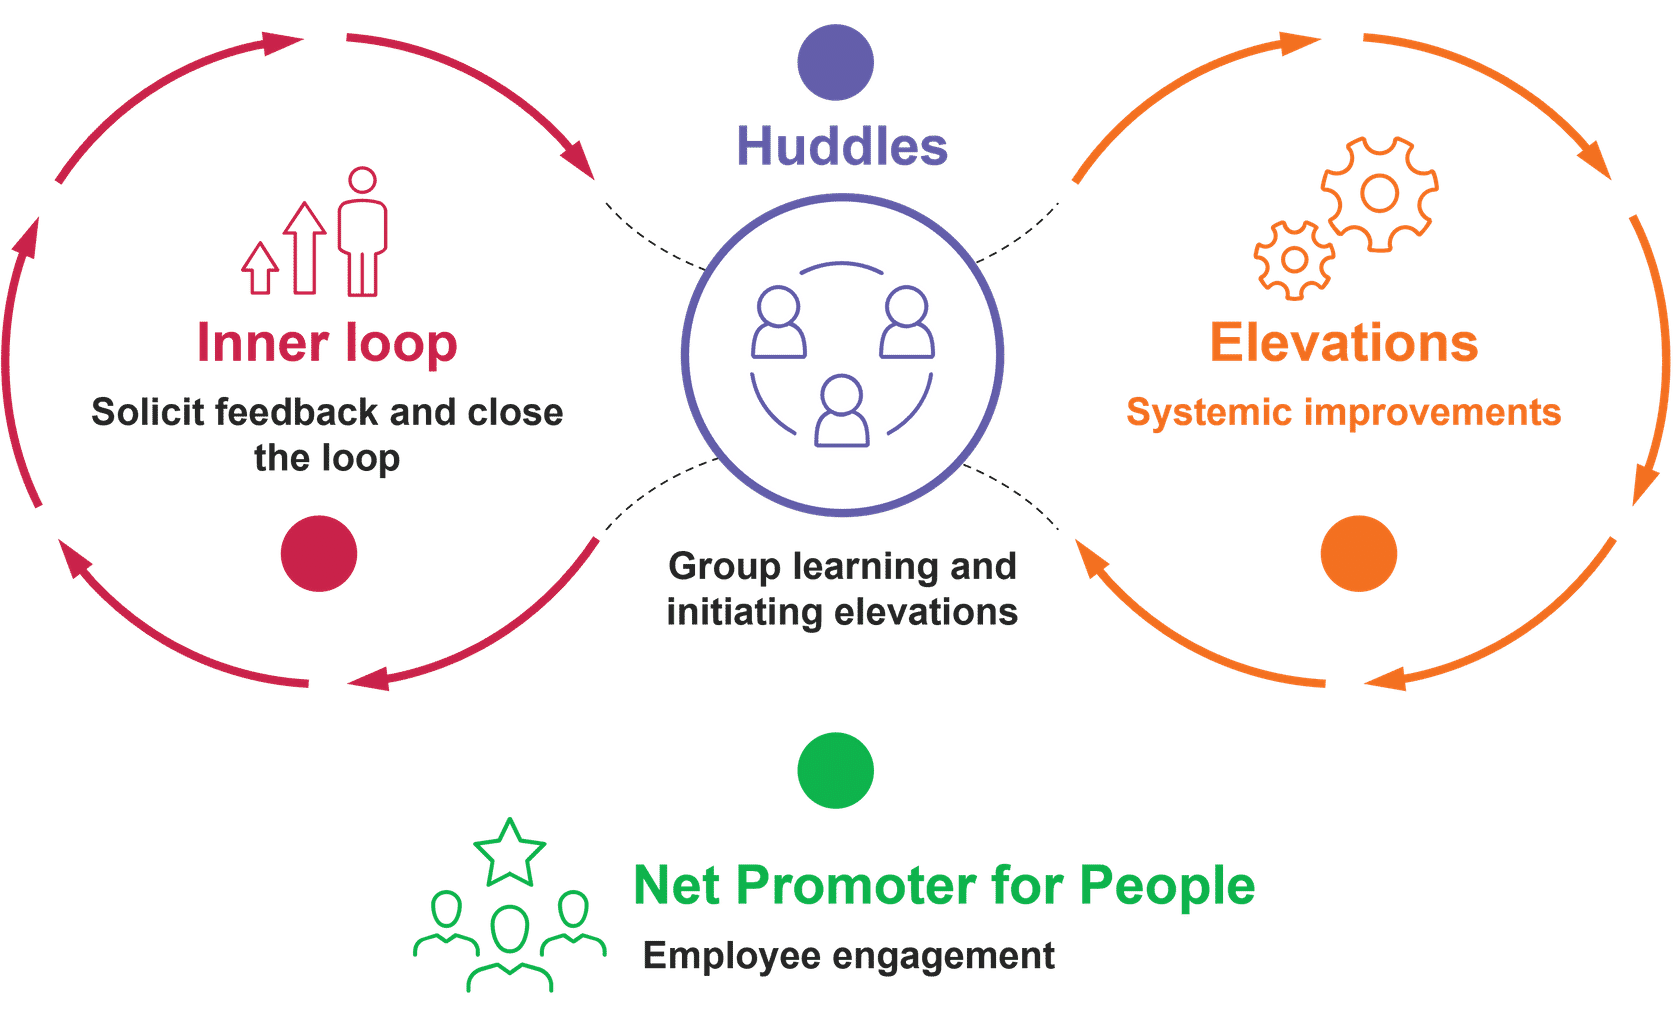 Huddles
Inner loop
Solicit feedback and close
the loop
Elevations
Systemic improvements
Group learning and
initiating elevations
Net Promoter for People
Employee engagement